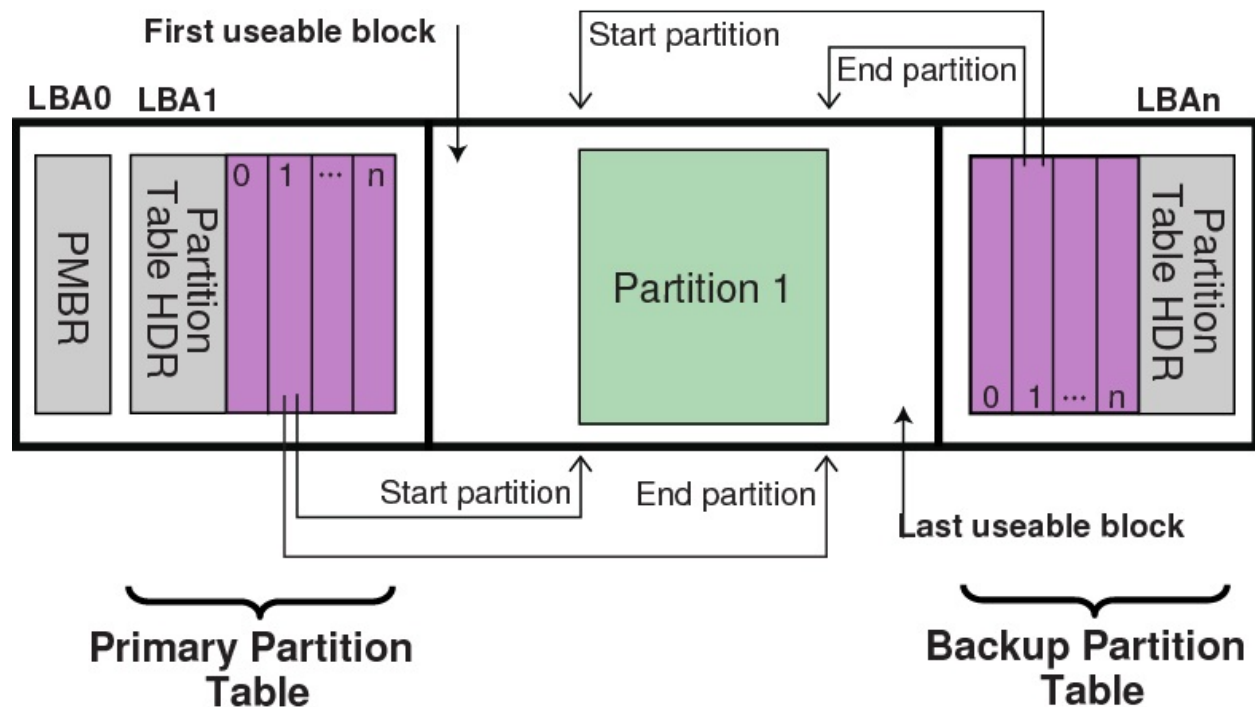 First useable block
Start partition
End partition
LBA0
LBA1
LBAn
PMBR
Partition
Table HDR
0 1 ... n
Partition 1
0 1 ... n
Partition
Table HDR
Start partition
End partition
Last useable block
Primary Partition
Table
Backup Partition
Table